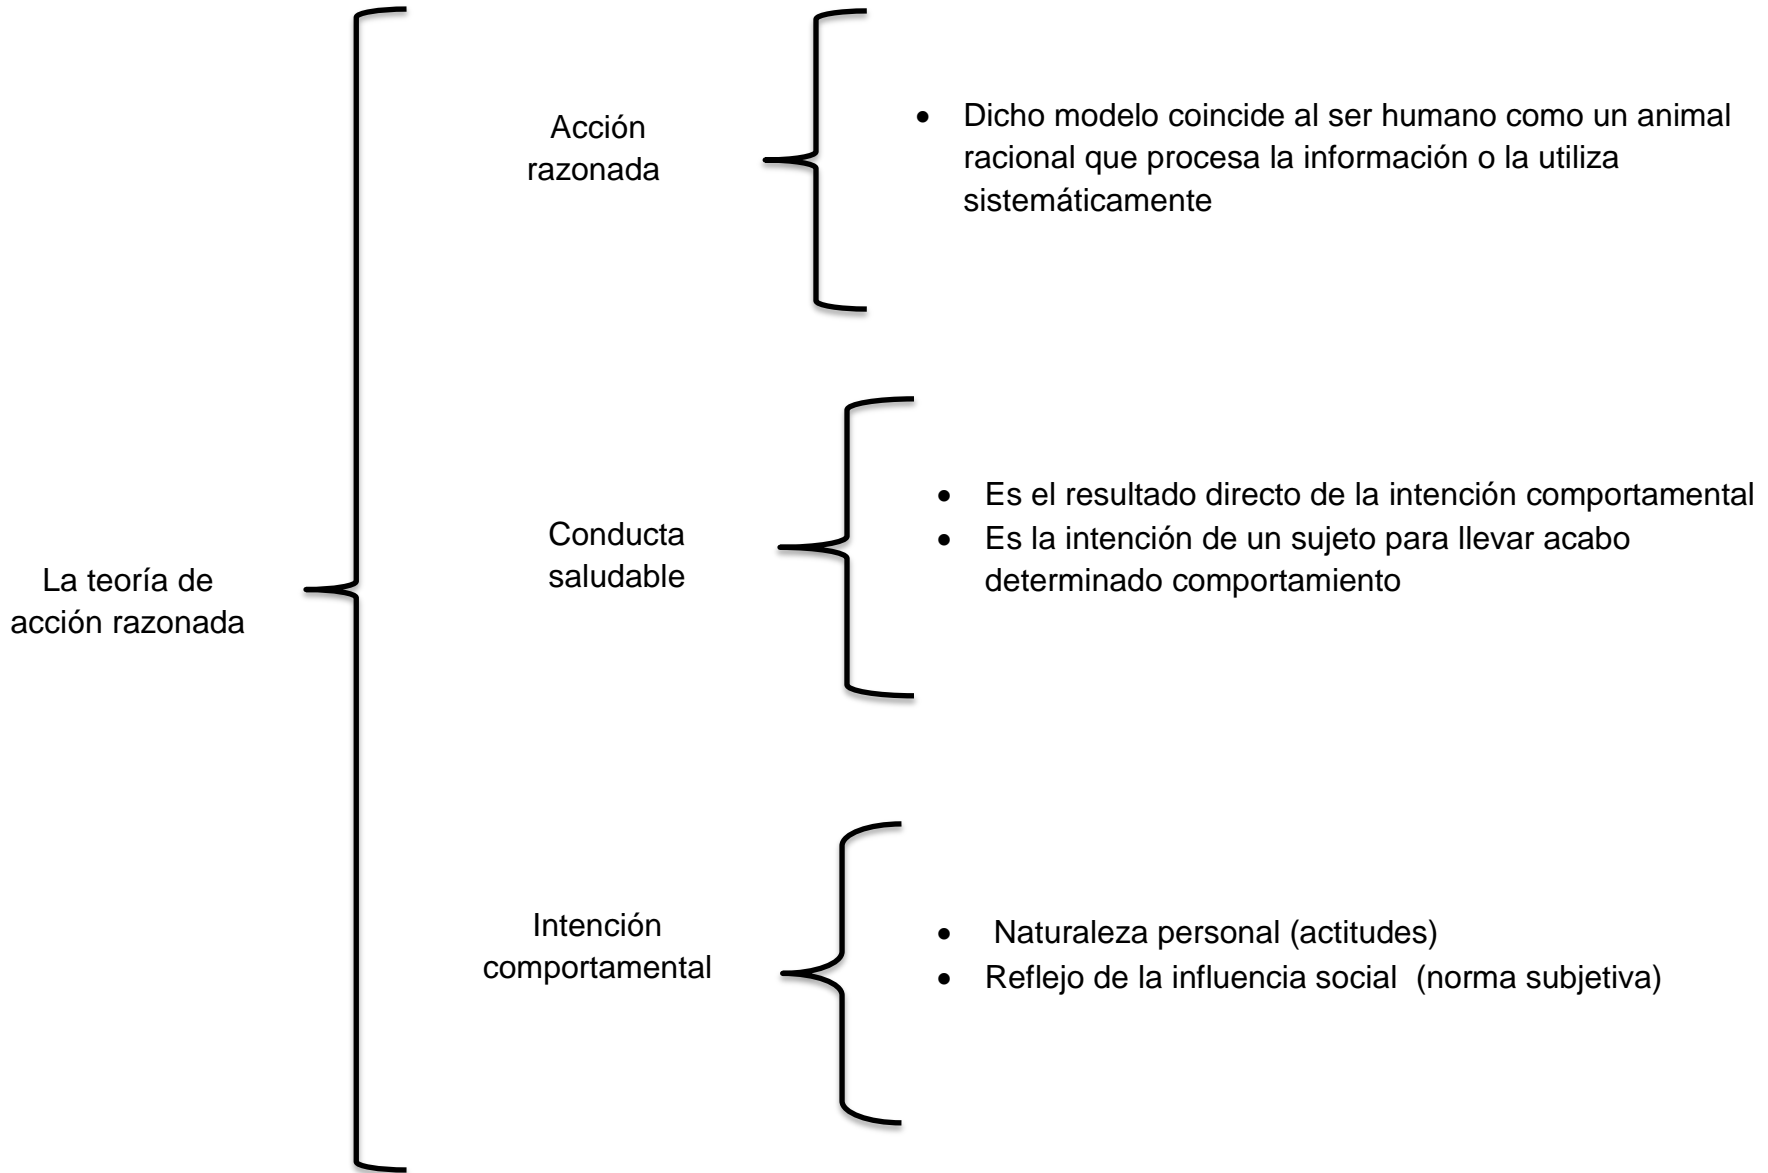 La teoría de
acción razonada
Acción
razonada
• Dicho modelo coincide al ser humano como un animal
racional que procesa la información o la utiliza
sistemáticamente
Conducta
saludable
• Es el resultado directo de la intención comportamental
• Es la intención de un sujeto para llevar acabo
determinado comportamiento
Intención
comportamental
• Naturaleza personal (actitudes)
• Reflejo de la influencia social (norma subjetiva)